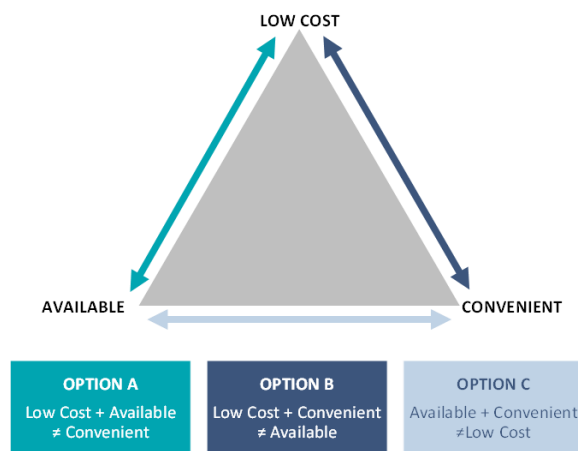 LOW COST
AVAILABLE
CONVENIENT
OPTION A
Low Cost + Available
≠ Convenient
OPTION B
Low Cost + Convenient
≠ Available
OPTION C
Available + Convenient
≠Low Cost